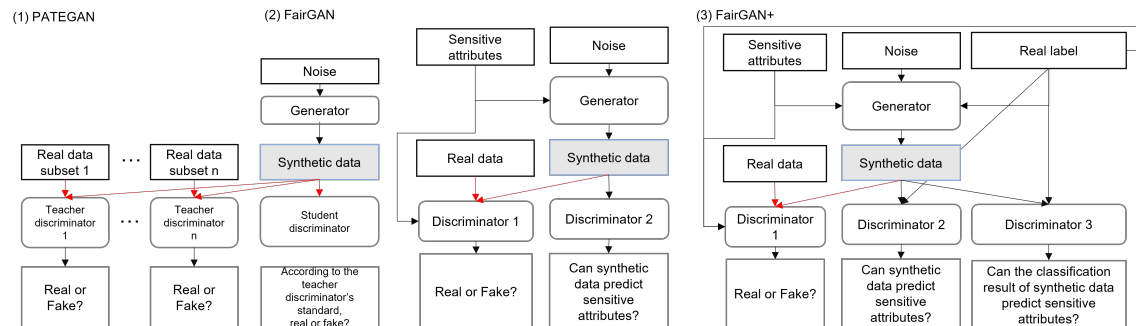 (1) PATEGAN
(2) FairGAN
(3) FairGAN+
Noise
Generator
Real data
subset 1
...
Real data
subset n
Synthetic data
Teacher
discriminator
1
...
Teacher
discriminator
n
Student
discriminator
Real or
Fake?
Real or
Fake?
According to the
teacher
discriminator's
standard,
real or fake?
Sensitive
attributes
Noise
Generator
Real data
Synthetic data
Discriminator 1
Discriminator 2
Real or Fake?
Can synthetic
data predict
sensitive
attributes?
Sensitive
attributes
Noise
Real label
Generator
Real data
Synthetic data
Discriminator
1
Discriminator 2
Discriminator 3
Real or Fake?
Can synthetic
data predict
sensitive
attributes?
Can the classification
result of synthetic data
predict sensitive
attributes?